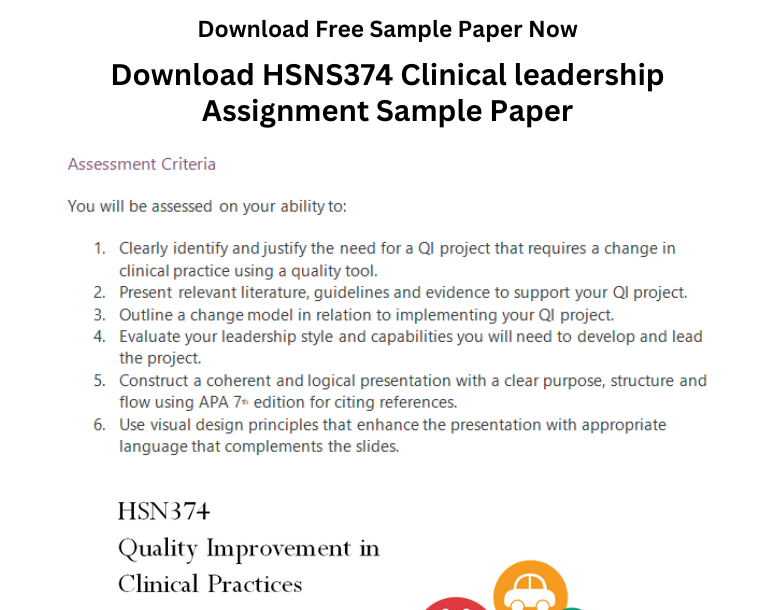 Download Free Sample Paper Now
Download HSNS374 Clinical leadership
Assignment Sample Paper
Assessment Criteria
You will be assessed on your ability to:
1. Clearly identify and justify the need for a QI project that requires a change in
clinical practice using a quality tool.
2. Present relevant literature, guidelines and evidence to support your QI project.
3. Outline a change model in relation to implementing your QI project.
4. Evaluate your leadership style and capabilities you will need to develop and lead
the project.
5. Construct a coherent and logical presentation with a clear purpose, structure and
flow using APA 7th edition for citing references.
6. Use visual design principles that enhance the presentation with appropriate
language that complements the slides.
HSN374
Quality Improvement in
Clinical Practices